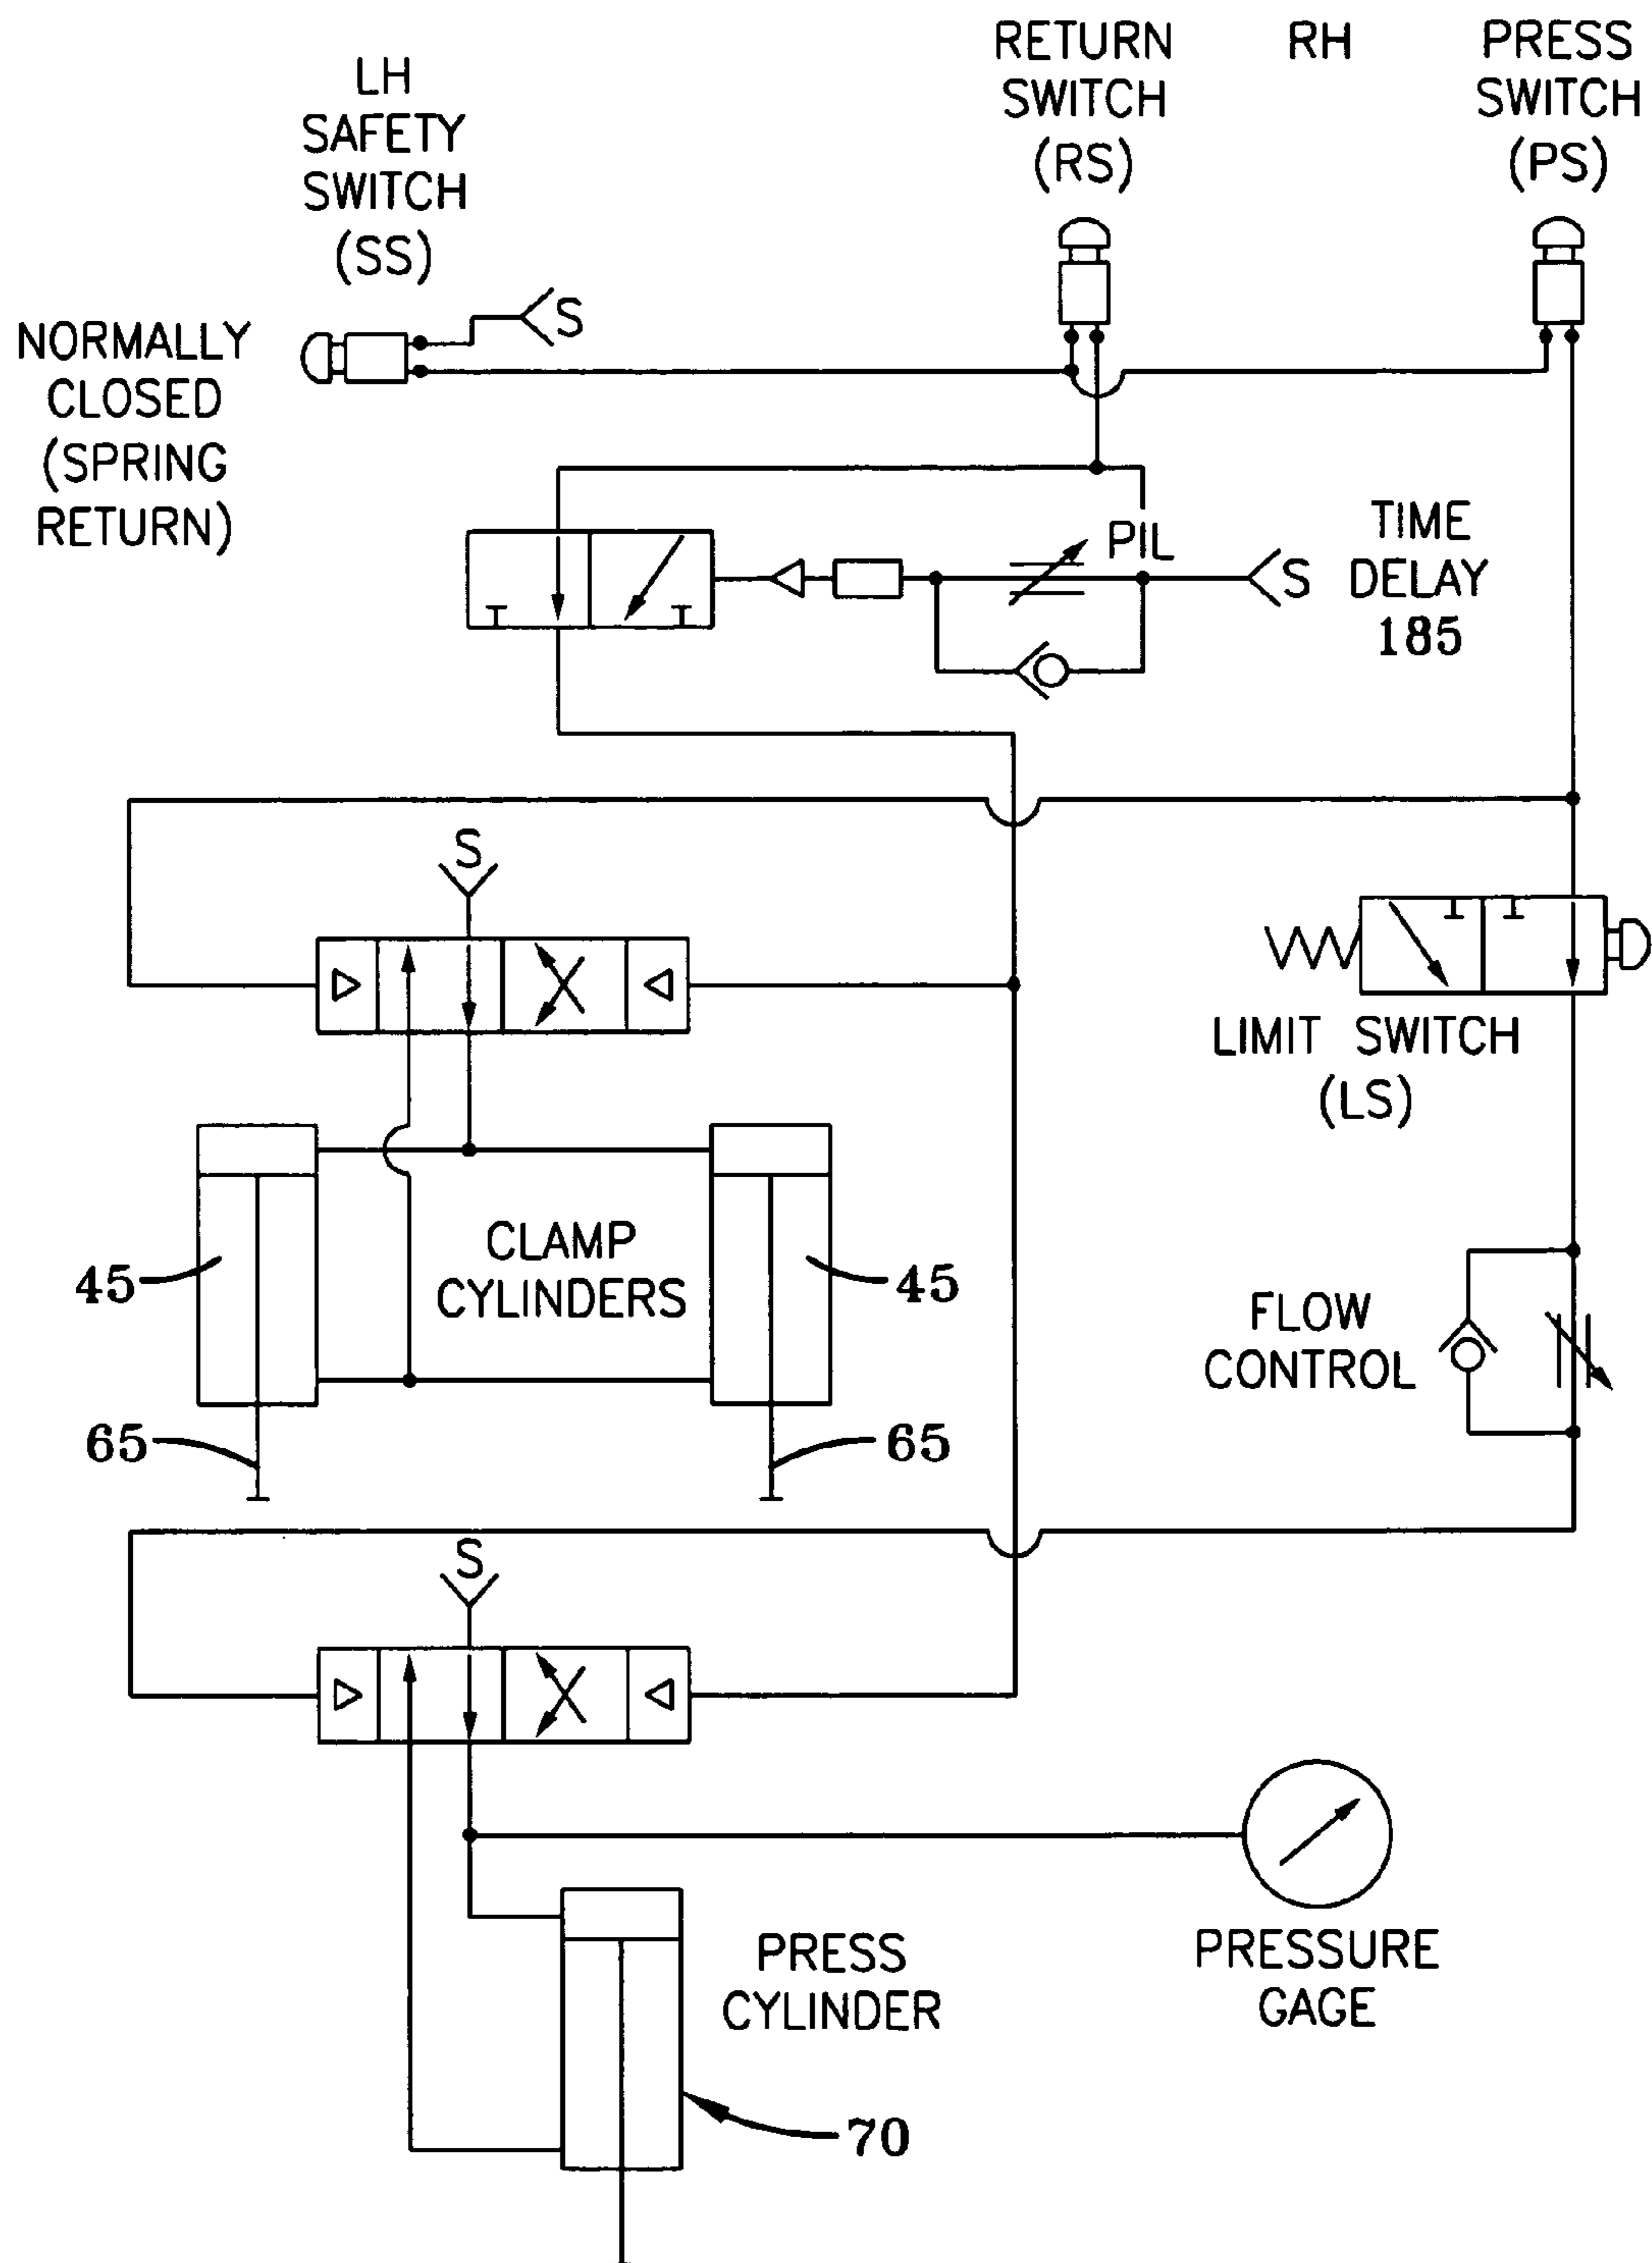 LH
SAFETY
SWITCH
(SS)
RETURN
SWITCH
(RS)
RH
PRESS
SWITCH
(PS)
NORMALLY
CLOSED
(SPRING
RETURN)
S
PIL
S
TIME
DELAY
185
S
LIMIT SWITCH
(LS)
CLAMP
CYLINDERS
45
45
65
65
FLOW
CONTROL
S
PRESS
CYLINDER
70
PRESSURE
GAGE